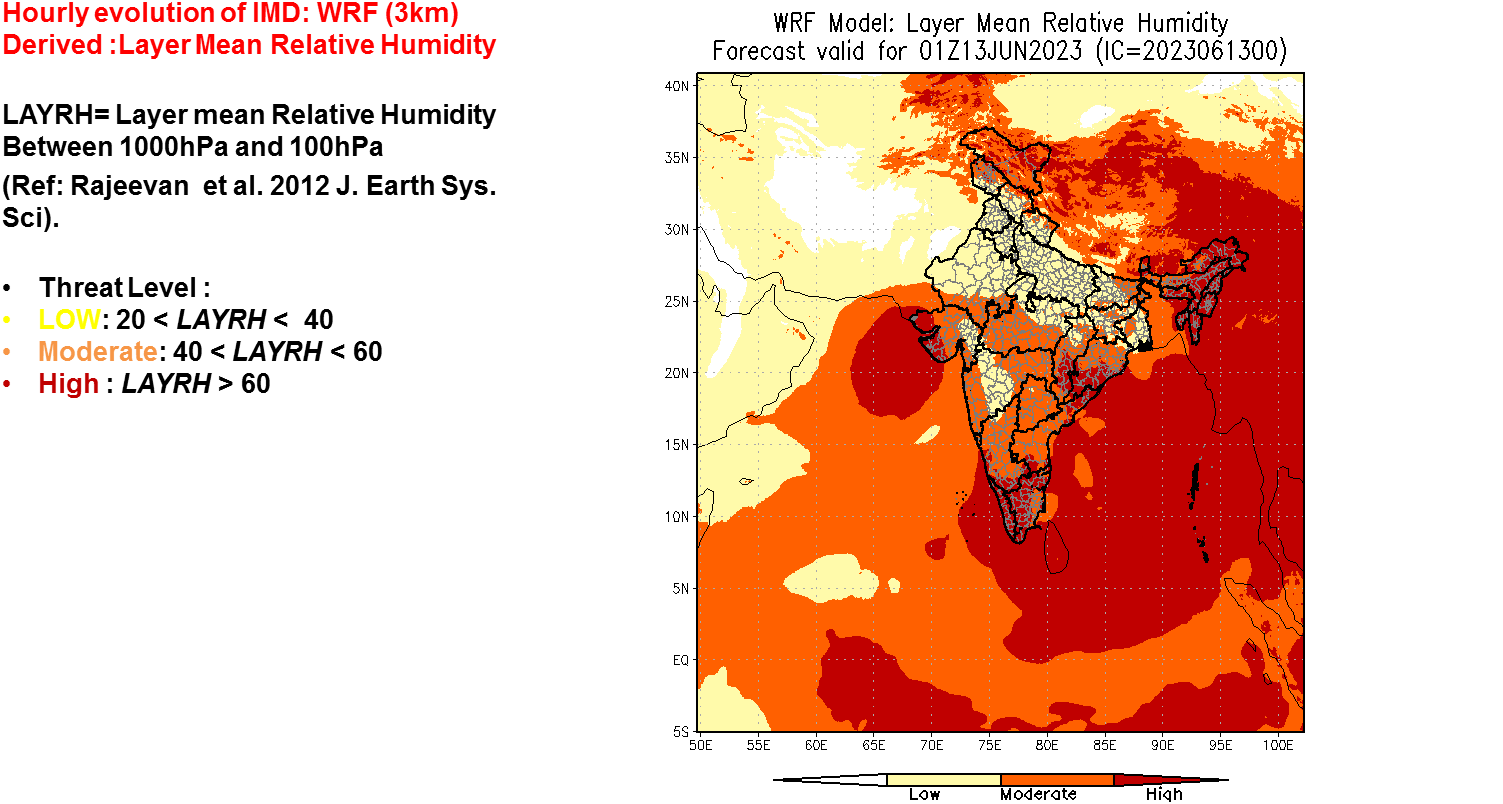 Hourly evolution of IMD: WRF (3km)
Derived :Layer Mean Relative Humidity
LAYRH= Layer mean Relative Humidity
Between 1000hPa and 100hPa
(Ref: Rajeevan et al. 2012 J. Earth Sys.
Sci).
• Threat Level :
• LOW: 20 < LAYRH < 40
• Moderate: 40 < LAYRH < 60
• High : LAYRH > 60
WRF Model: Layer Mean Relative Humidity
Forecast valid for 01Z13JUN2023 (IC=2023061300)
40N
35N
30N
25N
20N
15N
10N
5N
EQ
5S
50E 55E 60E 65E 70E 75E 80E 85E 90E 95E 100E
Low Moderate High